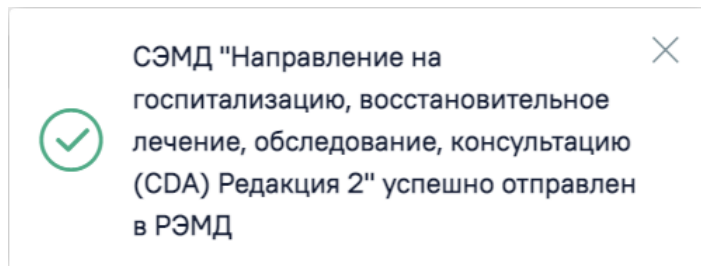 СЭМД "Направление на
госпитализацию, восстановительное
лечение, обследование, консультацию
(CDA) Редакция 2" успешно отправлен
в РЭМД